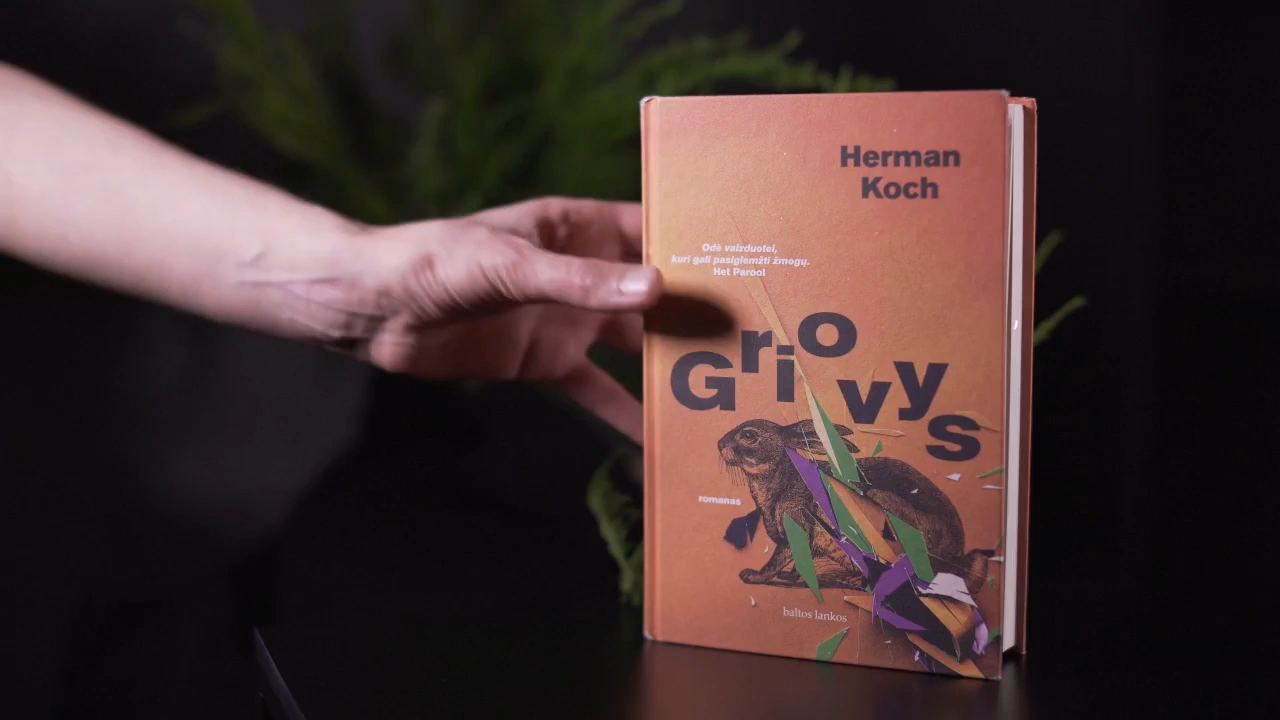 Herman
Koch
Odė vaizduotei,
kuri gali pasiglemžti žmogų.
Het Parool
Griovys
romanas
baltos lankos